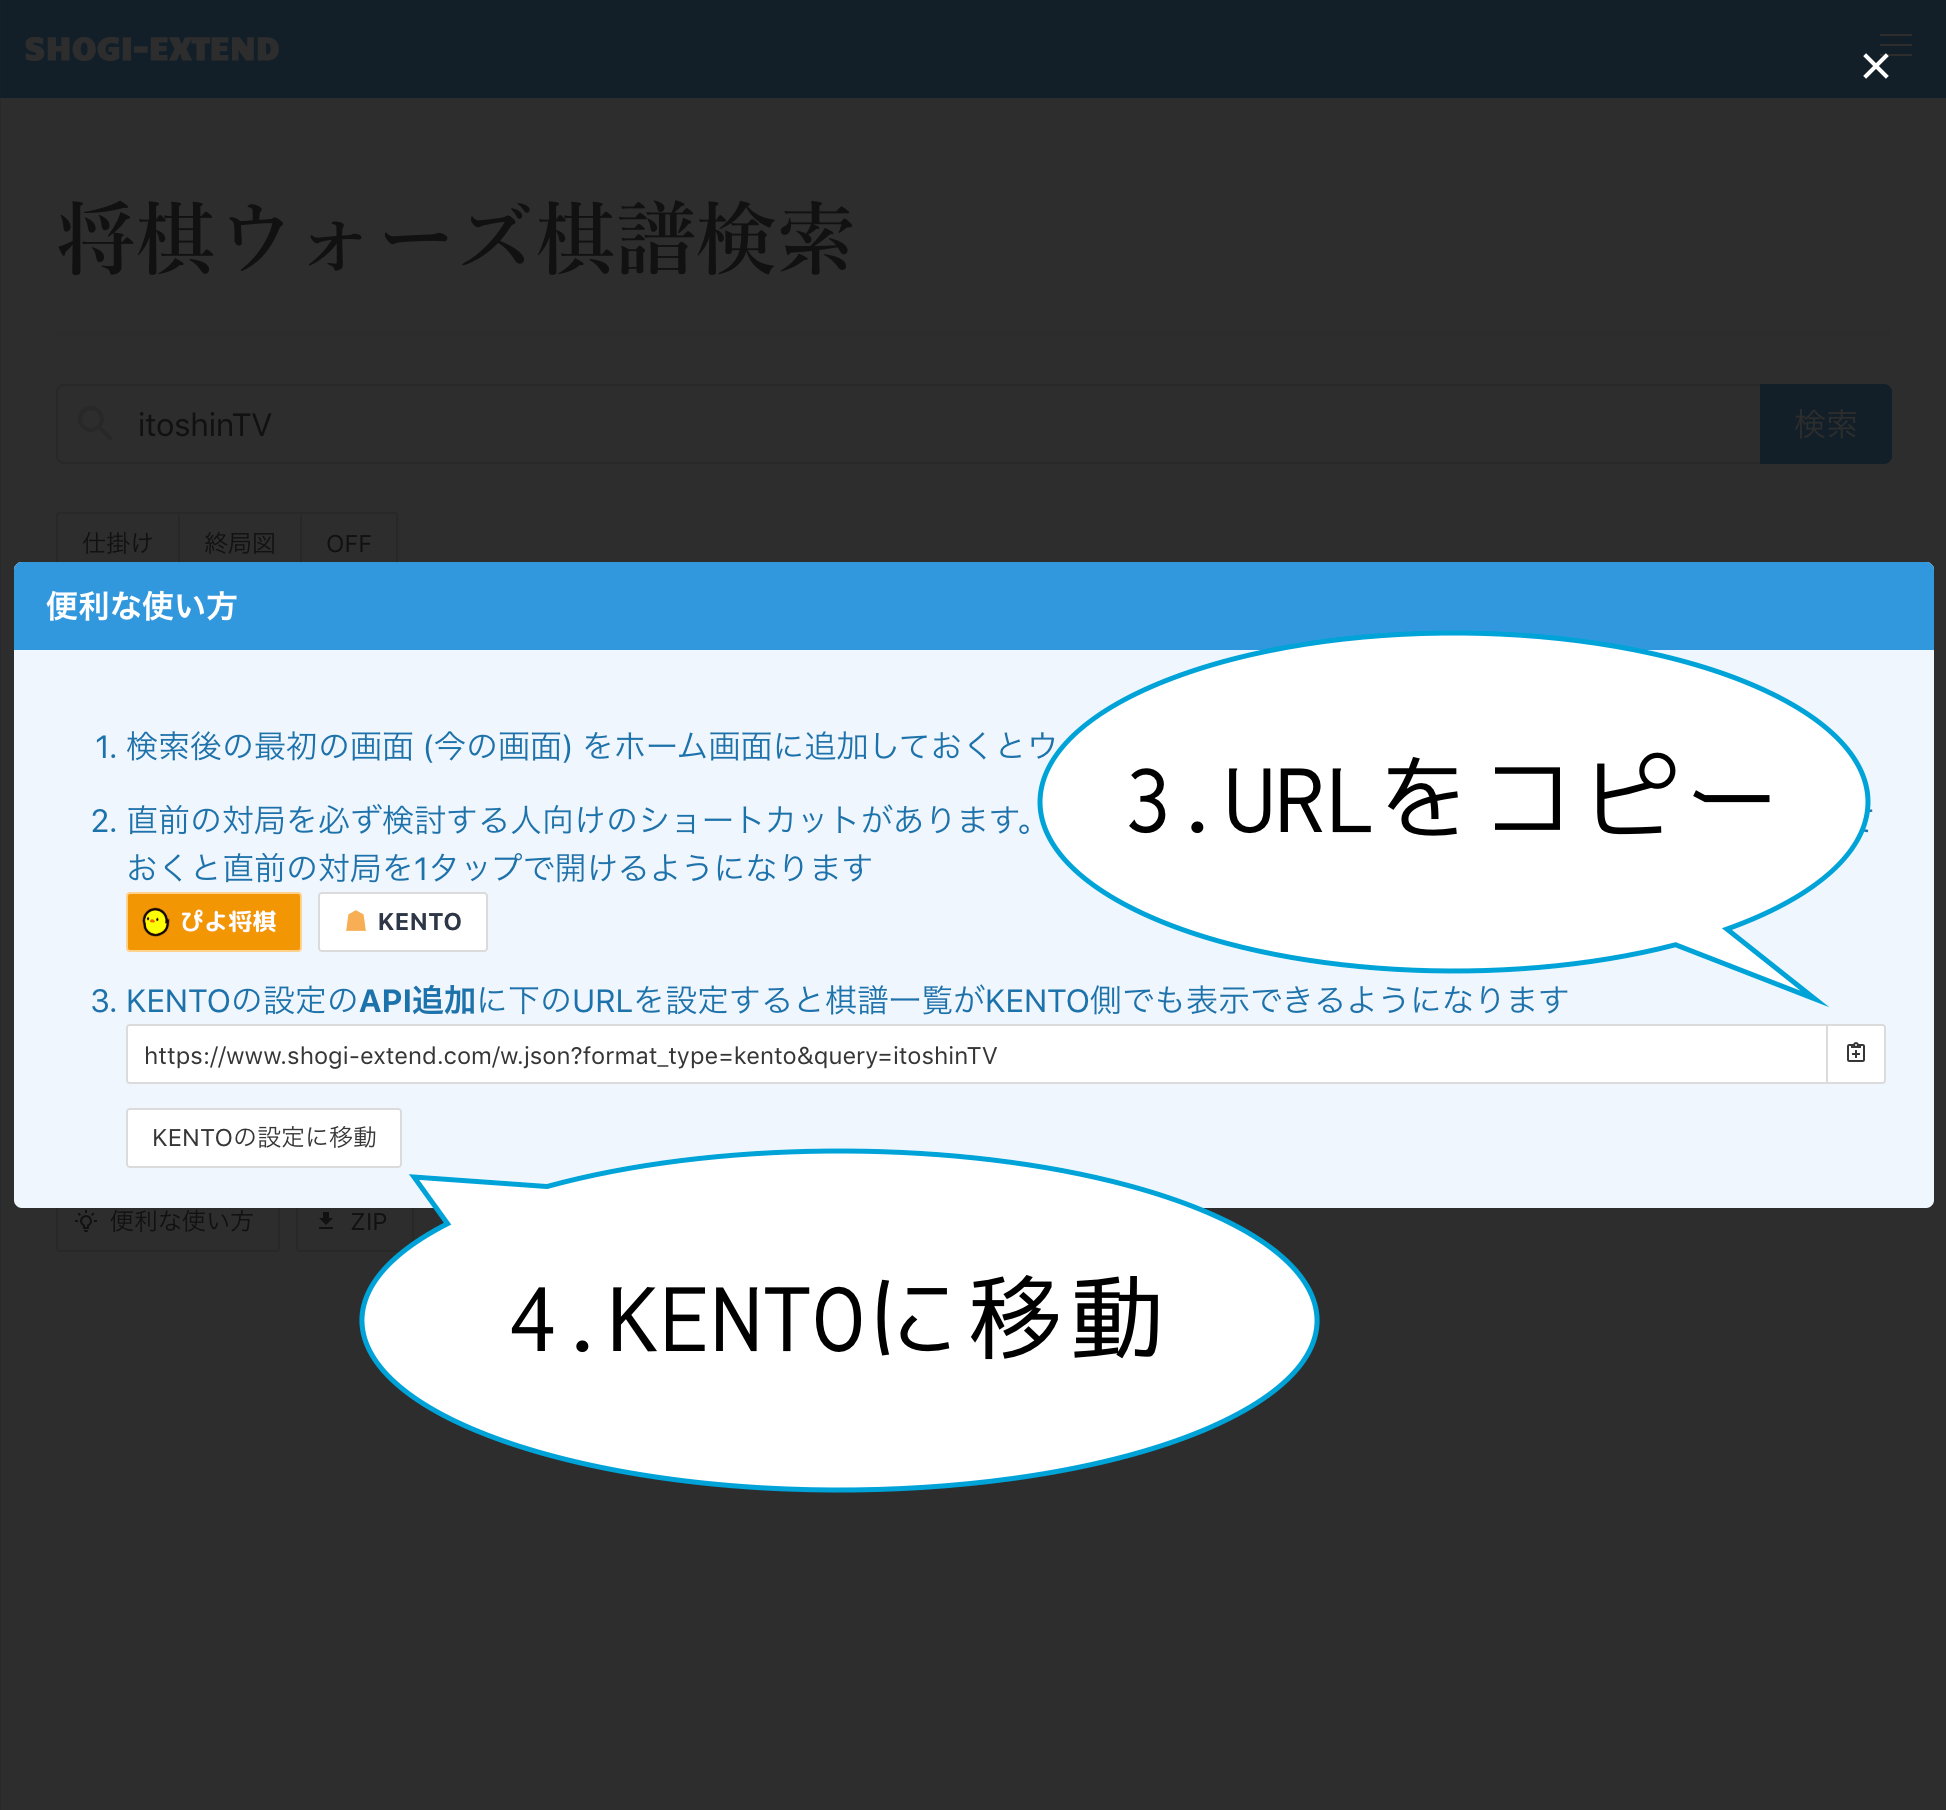 SHOGI-EXTEND
将棋ウォーズ棋譜検索
itoshinTV
検索
仕掛け 終局図 OFF
便利な使い方
1. 検索後の最初の画面 (今の画面) をホーム画面に追加しておくとウ
2. 直前の対局を必ず検討する人向けのショートカットがあります。
おくと直前の対局を1タップで開けるようになります
ぴよ将棋 KENTO
3.URLをコピー
3. KENTOの設定のAPI追加に下のURLを設定すると棋譜一覧がKENTO側でも表示できるようになります
https://www.shogi-extend.com/w.json?format_type=kento&query=itoshinTV
KENTOの設定に移動
便利な使い方 ZIP
4.KENTOに移動